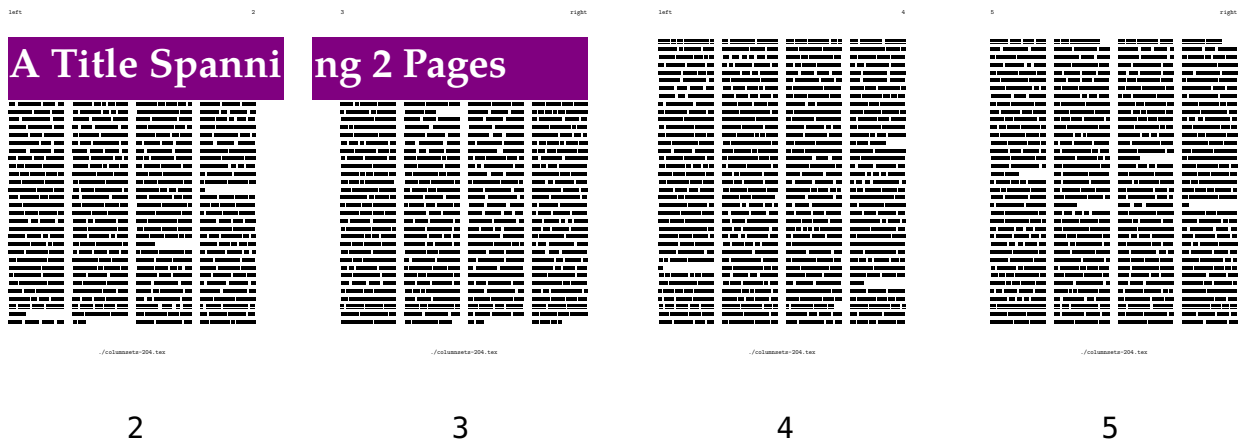 left 2 3 right left 4 5 right
A Title Spanni ng 2 Pages
./columnsets-204.tex ./columnsets-204.tex ./columnsets-204.tex ./columnsets-204.tex
2 3 4 5